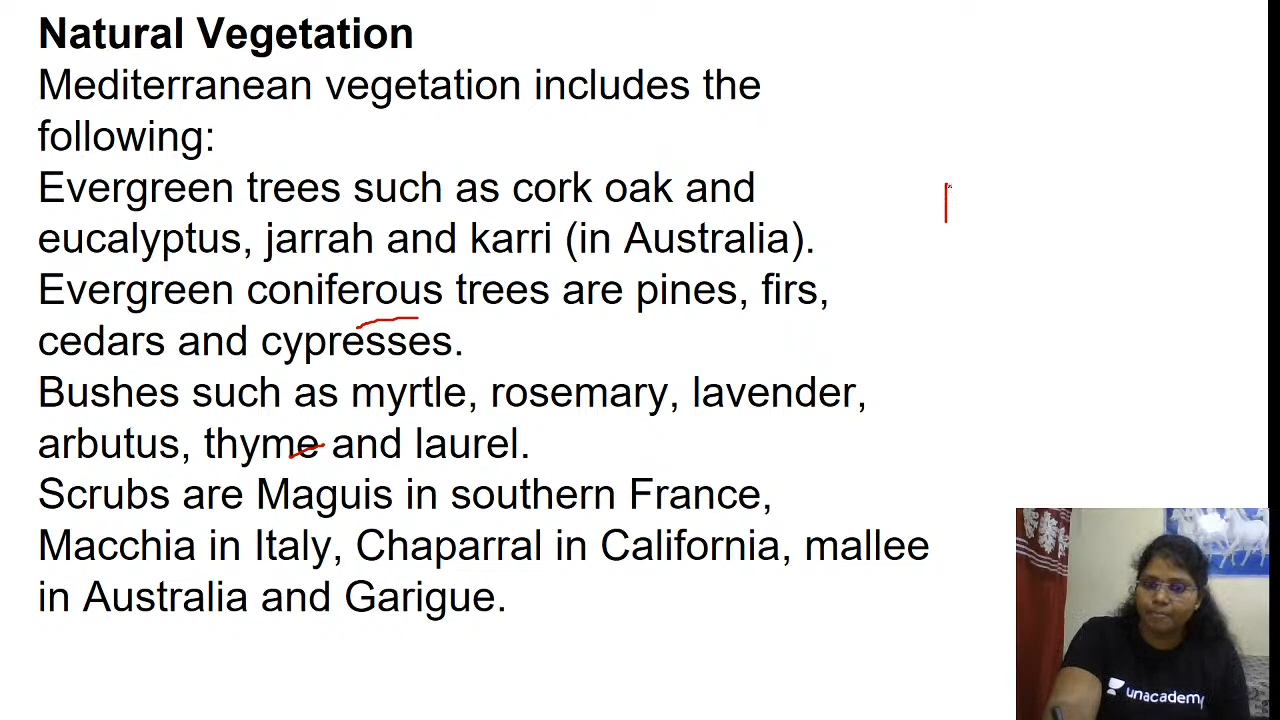 Natural Vegetation
Mediterranean vegetation includes the
following:
Evergreen trees such as cork oak and
eucalyptus, jarrah and karri (in Australia).
Evergreen coniferous trees are pines, firs,
cedars and cypresses.
Bushes such as myrtle, rosemary, lavender,
arbutus, thyme and laurel.
Scrubs are Maguis in southern France,
Macchia in Italy, Chaparral in California, mallee
in Australia and Garigue.
unacademy